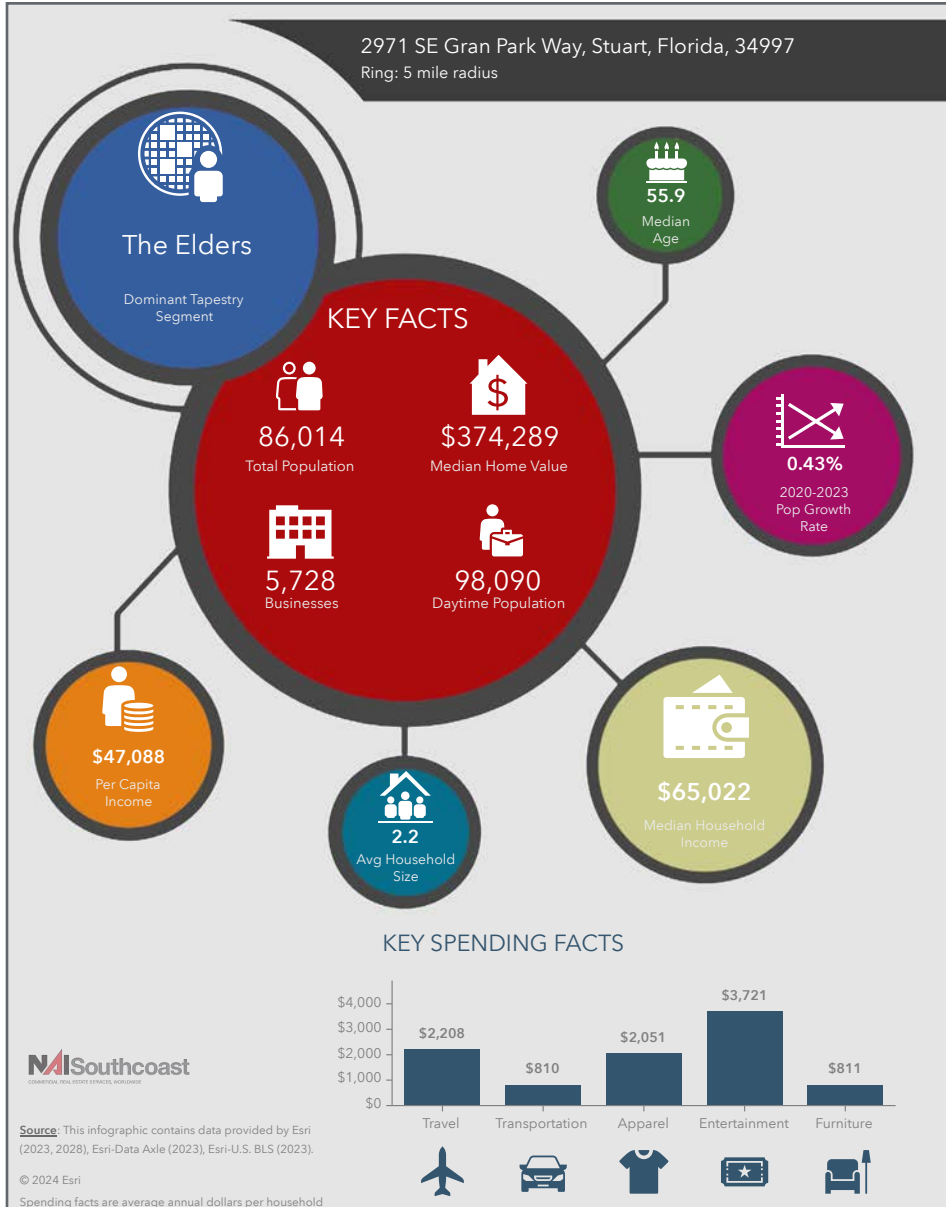 2971 SE Gran Park Way, Stuart, Florida, 34997
Ring: 5 mile radius
The Elders
Dominant Tapestry
Segment
55.9
Median
Age
KEY FACTS
86,014
Total Population
$374,289
Median Home Value
5,728
Businesses
98,090
Daytime Population
0.43%
2020-2023
Pop Growth
Rate
$47,088
Per Capita
Income
2.2
Avg Household
Size
$65,022
Median Household
Income
KEY SPENDING FACTS
$4,000
$3,000
$2,000
$1,000
$0
$2,208
$810
$2,051
$3,721
$811
Travel
Transportation
Apparel
Entertainment
Furniture
NAISouthcoast
COMMERCIAL REAL ESTATE SERVICES, WORLDWIDE
Source: This infographic contains data provided by Esri
(2023, 2028), Esri-Data Axle (2023), Esri-U.S. BLS (2023).
© 2024 Esri
Spending facts are average annual dollars per household